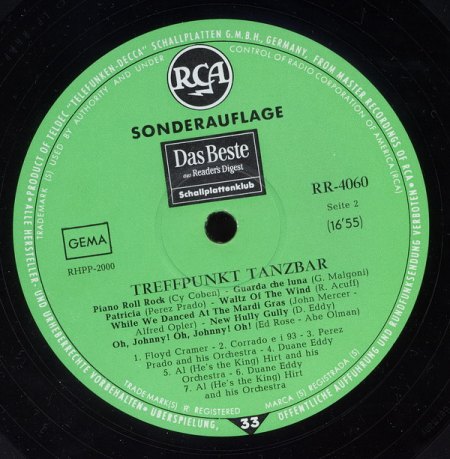 PRODUCT OF TELDEC "TELEFUNKEN-DECCA" SCHALLPLATTEN G.M.B.H., GERMANY, FROM MASTER RECORDINGS OF RCA
TRADEMARK (S) USED BY AUTHORITY AND UNDER CONTROL OF RADIO CORPORATION OF AMERICA (RCA)
RCA
SONDERAUFLAGE
Das Beste
aus Reader's Digest
Schallplattenklub
RR-4060
Seite 2
(16'55)
GEMA
RHPP-2000
TREFFPUNKT TANZBAR
Piano Roll Rock (Cy Coben) - Guarda che luna (G. Malgoni)
Patricia (Perez Prado) - Waltz Of The Wind (R. Acuff)
While We Danced At The Mardi Gras (John Mercer -
Alfred Opler) - New Hully Gully (D. Eddy)
Oh, Johnny! Oh, Johnny! Oh! (Ed Rose - Abe Olman)
1. Floyd Cramer - 2. Corrado e i 93 - 3. Perez
Prado and his Orchestra - 4. Duane Eddy
5. Al (He's the King) Hirt and his
Orchestra - 6. Duane Eddy
7. Al (He's the King) Hirt
and his Orchestra
TRADEMARK(S) ® REGISTERED
MARCA (S) REGISTRADA (S)
• ALLE HERSTELLER- UND URHEBERRECHTE VORBEHALTEN • ÜBERSPIELUNG,
33
ÖFFENTLICHE AUFFÜHRUNG UND RUNDFUNKSENDUNG VERBOTEN •